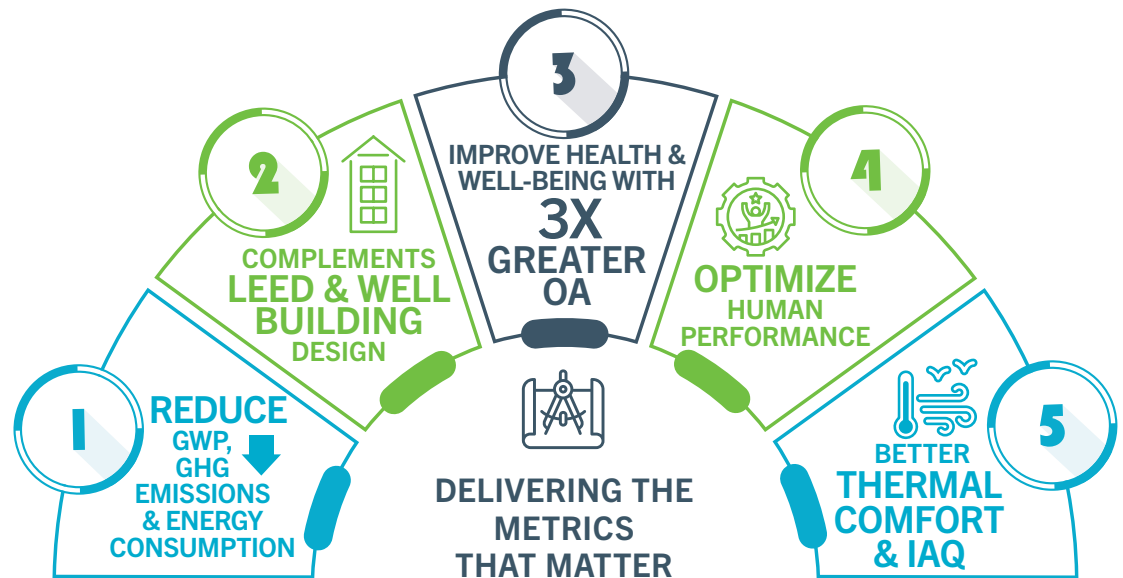 1
REDUCE
GWP,
GHG
EMISSIONS
& ENERGY
CONSUMPTION
2
COMPLEMENTS
LEED & WELL
BUILDING
DESIGN
3
IMPROVE HEALTH &
WELL-BEING WITH
3X
GREATER
OA
4
OPTIMIZE
HUMAN
PERFORMANCE
5
BETTER
THERMAL
COMFORT
& IAQ
DELIVERING THE
METRICS
THAT MATTER